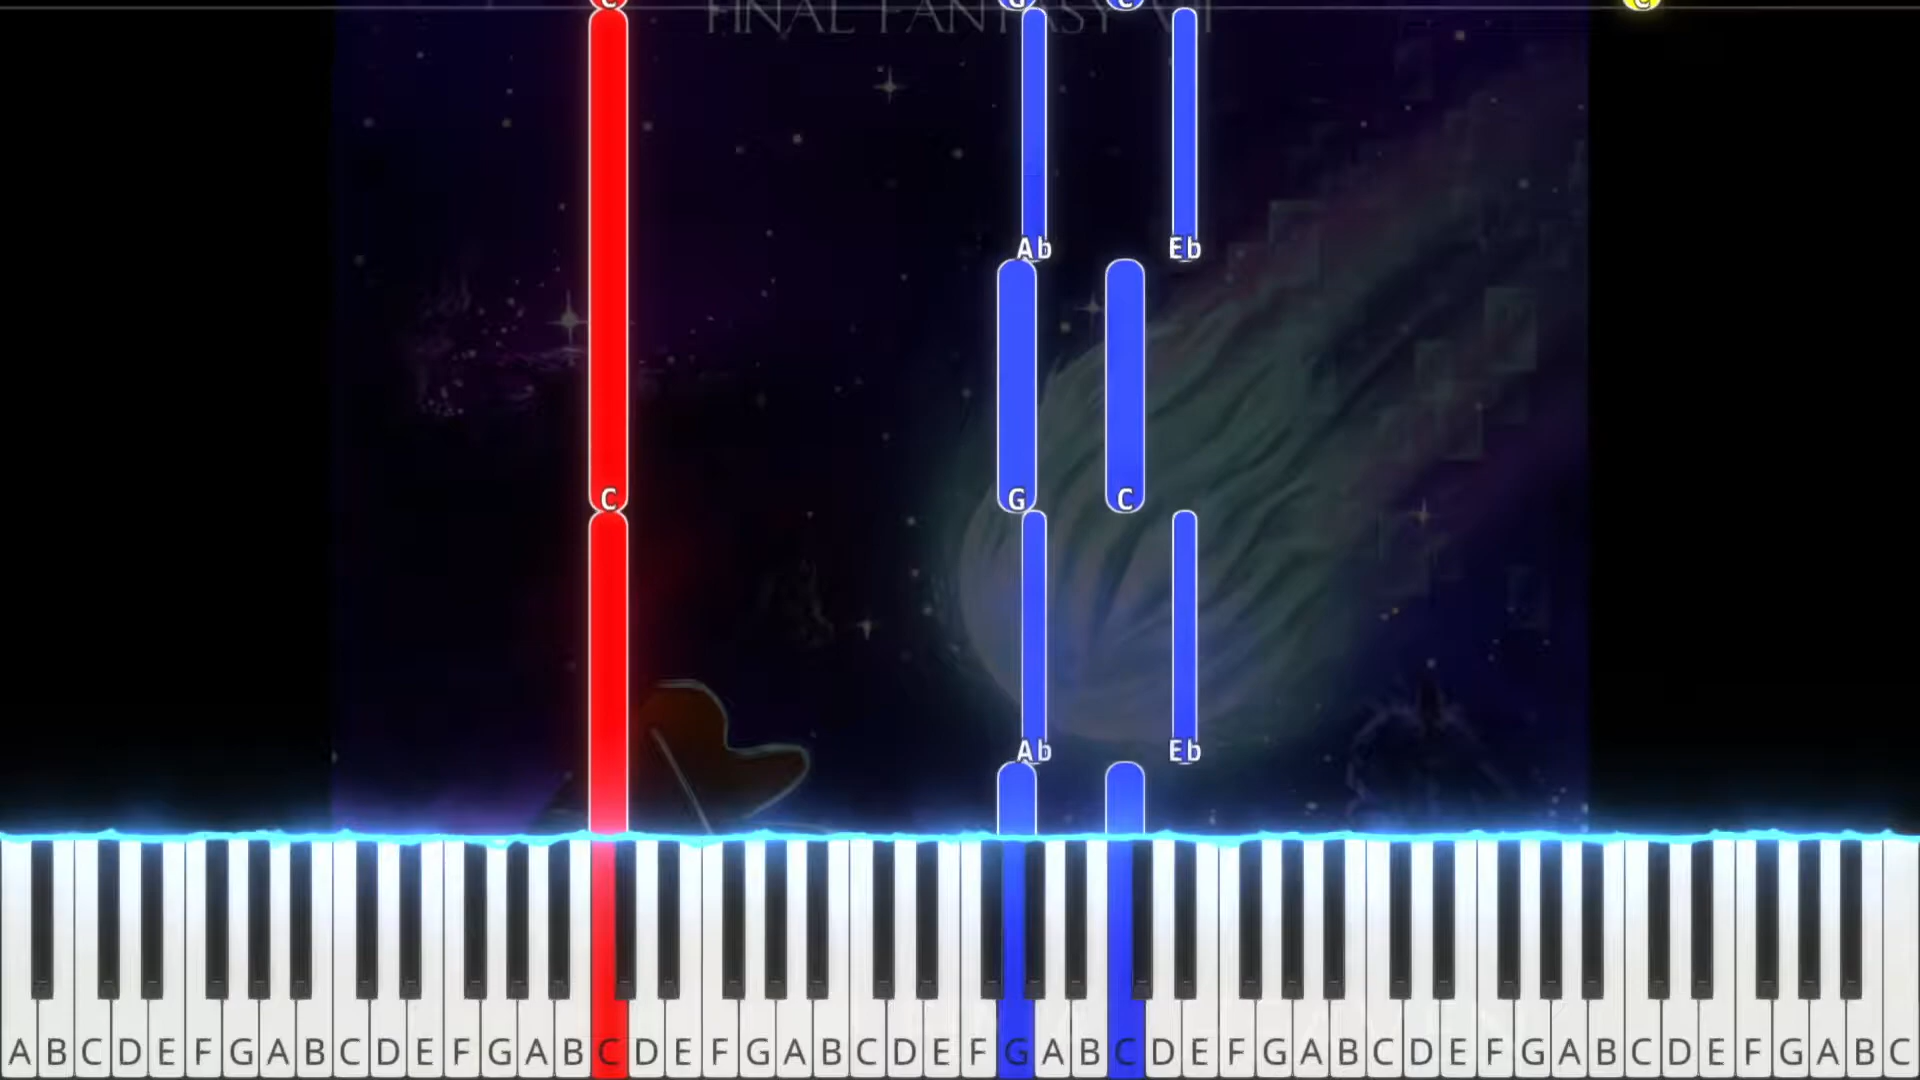 C G C C
FINAL FANTASY VII
Ab Eb
C G C
Ab Eb
A B C D E F G A B C D E F G A B C D E F G A B C D E F G A B C D E F G A B C D E F G A B C